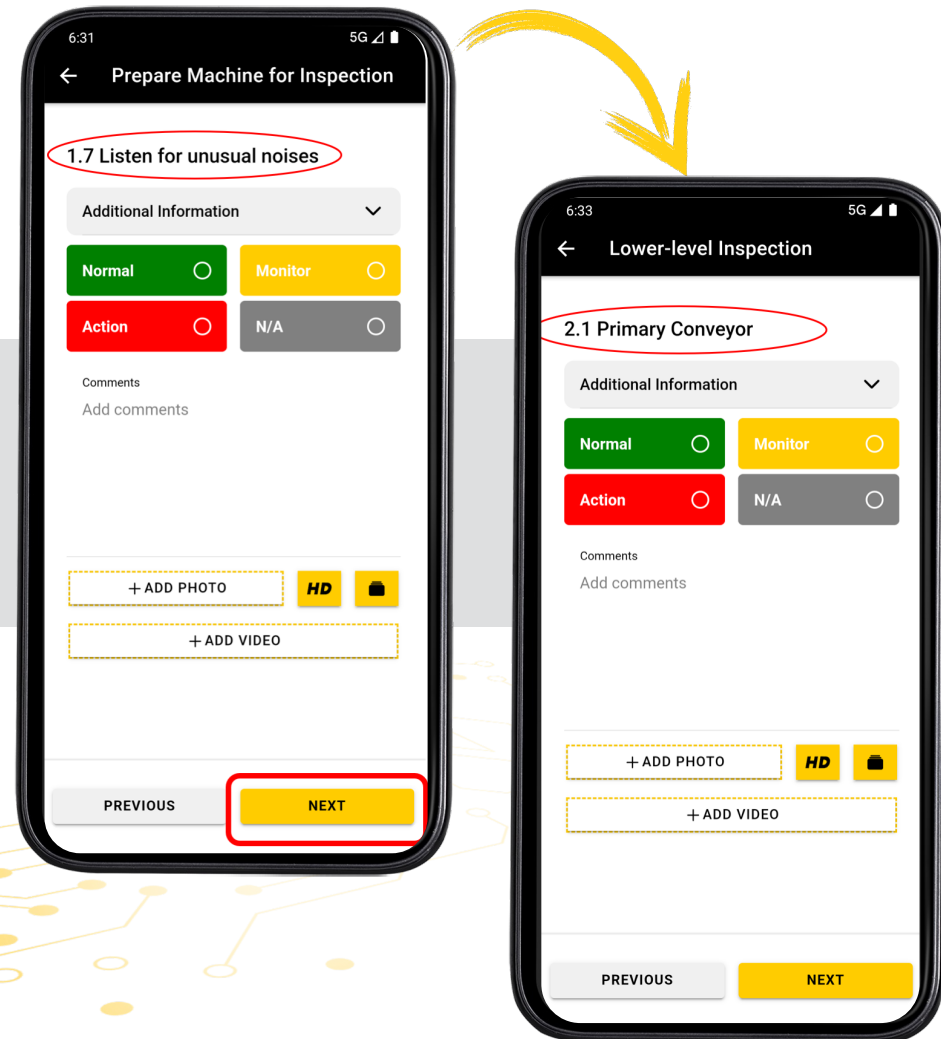 6:31 5G
Prepare Machine for Inspection
1.7 Listen for unusual noises
Additional Information
Normal Monitor
Action N/A
Comments
Add comments
+ ADD PHOTO HD
+ ADD VIDEO
PREVIOUS NEXT
6:33 5G
Lower-level Inspection
2.1 Primary Conveyor
Additional Information
Normal Monitor
Action N/A
Comments
Add comments
+ ADD PHOTO HD
+ ADD VIDEO
PREVIOUS NEXT